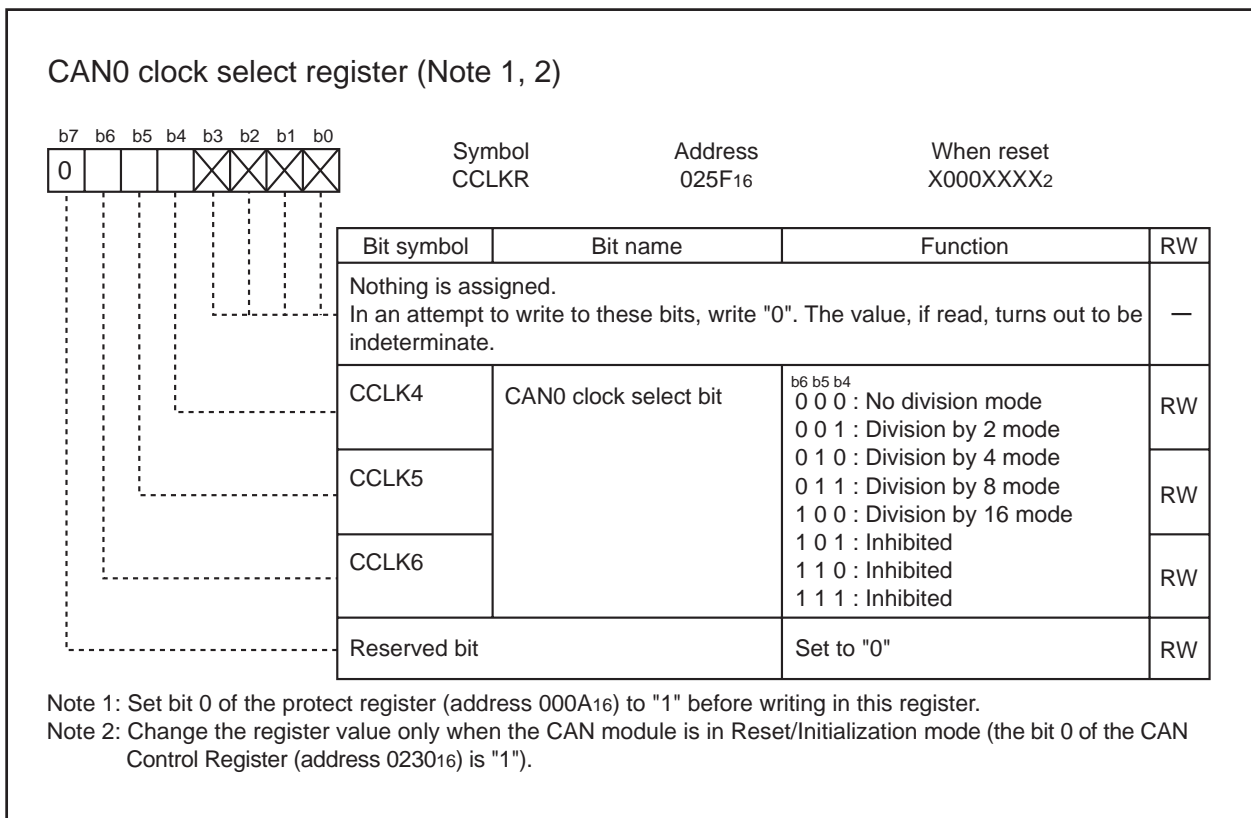 CAN0 clock select register (Note 1, 2)
b7 b6 b5 b4 b3 b2 b1 b0
Symbol Address When reset
0
CCLKR 025F16 X000XXXX2
Bit symbol Bit name Function RW
Nothing is assigned.
In an attempt to write to these bits, write "0". The value, if read, turns out to be
indeterminate.
—
CCLK4 CAN0 clock select bit
b6 b5 b4
0 0 0 : No division mode
RW
0 0 1 : Division by 2 mode
0 1 0 : Division by 4 mode
CCLK5
0 1 1 : Division by 8 mode
RW
1 0 0 : Division by 16 mode
1 0 1 : Inhibited
CCLK6
1 1 0 : Inhibited
RW
1 1 1 : Inhibited
Reserved bit Set to "0" RW
Note 1: Set bit 0 of the protect register (address 000A16) to "1" before writing in this register.
Note 2: Change the register value only when the CAN module is in Reset/Initialization mode (the bit 0 of the CAN
Control Register (address 023016) is "1").